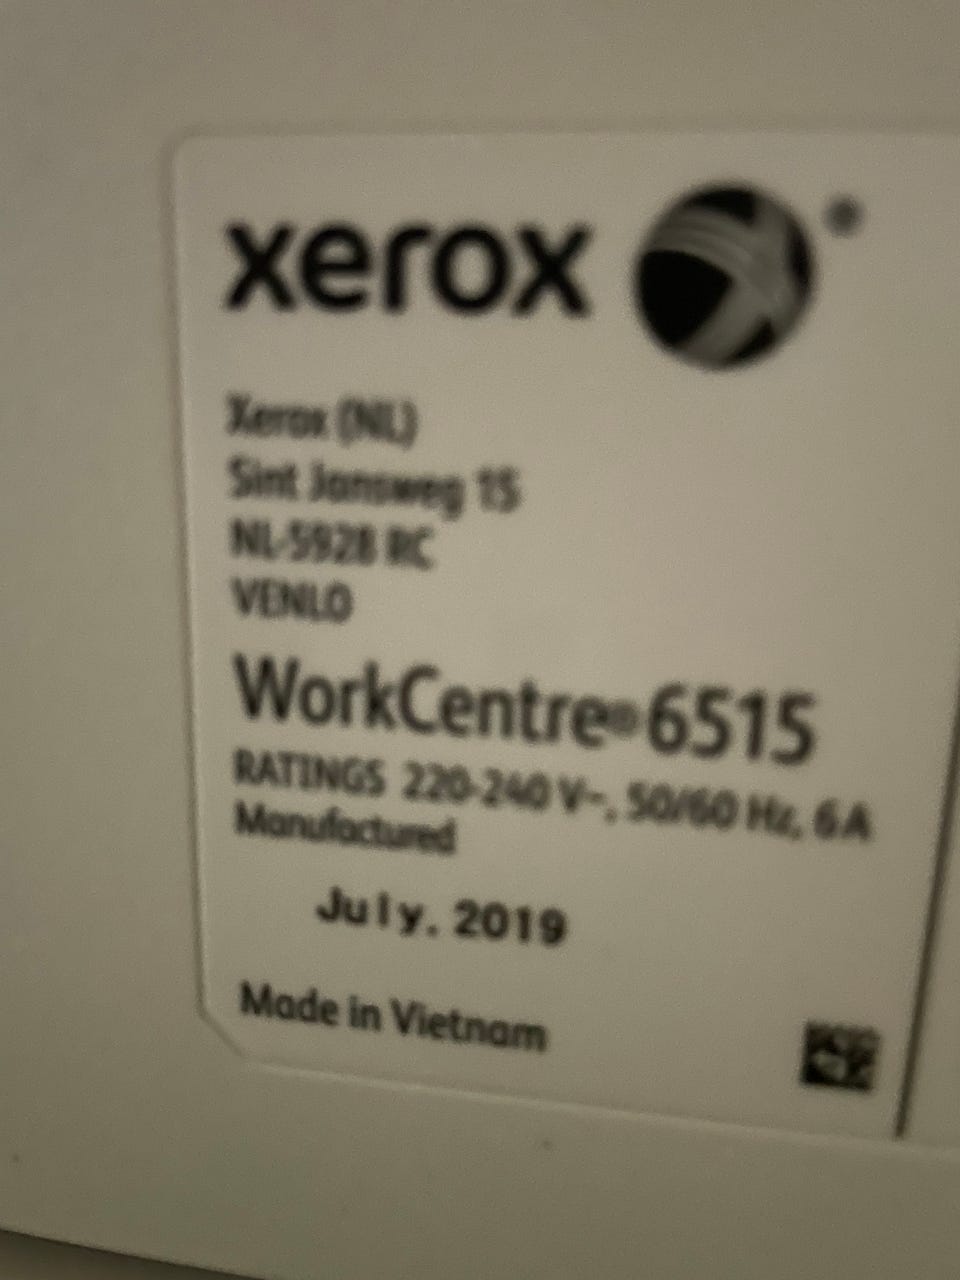 xerox ®
Xerox (NL)
Sint Jansweg 15
NL-5928 RC
VENLO
WorkCentre® 6515
RATINGS 220-240 V~, 50/60 Hz, 6A
Manufactured
July. 2019
Made in Vietnam